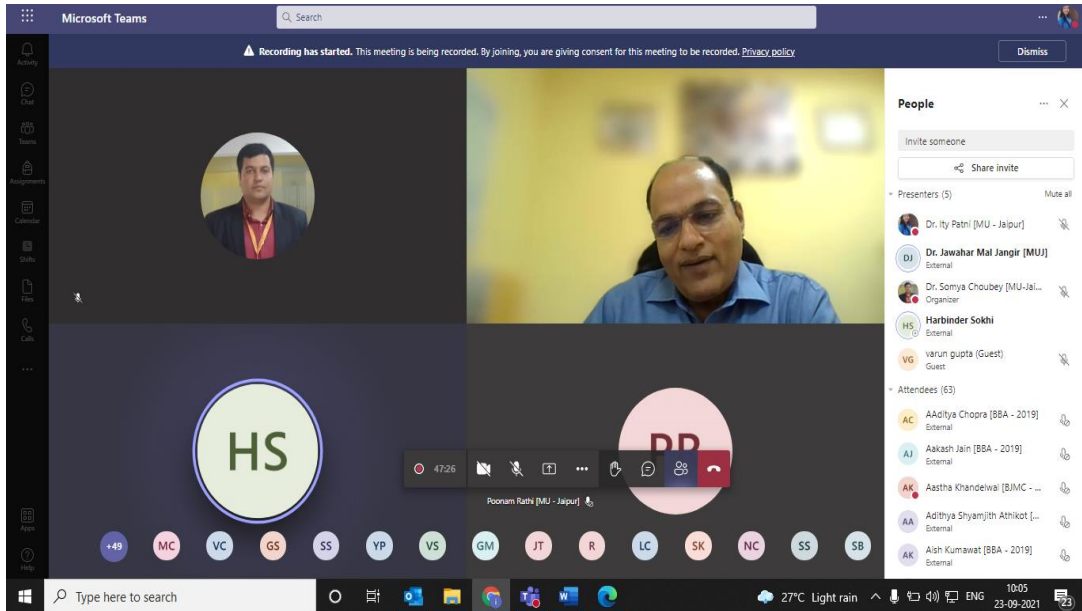 Microsoft Teams
Search
Recording has started. This meeting is being recorded. By joining, you are giving consent for this meeting to be recorded. Privacy policy
Dismiss
Activity
Chat
Teams
Assignments
Calendar
Shifts
Files
Calls
Apps
Help
HS
47:26
Poonam Rathi [MU - Jaipur]
+49
MC
VC
GS
SS
YP
VS
GM
JT
R
LC
SK
NC
SS
SB
People
Invite someone
Share invite
Presenters (5)
Mute all
Dr. Ity Patni [MU - Jaipur]
DJ
Dr. Jawahar Mal Jangir [MUJ]
External
Dr. Somya Choubey [MU-Jai...
Organizer
HS
Harbinder Sokhi
External
VG
varun gupta (Guest)
Guest
Attendees (63)
AC
AAditya Chopra [BBA - 2019]
External
AJ
Aakash Jain [BBA - 2019]
External
AK
Aastha Khandelwal [BJMC - ...
AA
Adithya Shyamjith Athikot [...
External
AK
Aish Kumawat [BBA - 2019]
External
Type here to search
27°C Light rain
ENG
10:05
23-09-2021
23